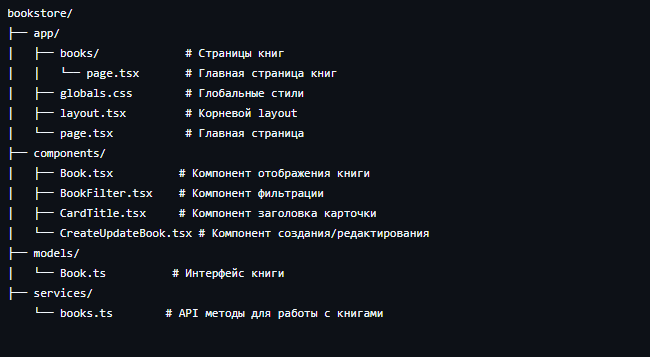 bookstore/
├── app/
│   ├── books/             # Страницы книг
│   │   └── page.tsx       # Главная страница книг
│   ├── globals.css        # Глобальные стили
│   ├── layout.tsx         # Корневой layout
│   └── page.tsx           # Главная страница
├── components/
│   ├── Book.tsx          # Компонент отображения книги
│   ├── BookFilter.tsx    # Компонент фильтрации
│   ├── CardTitle.tsx     # Компонент заголовка карточки
│   └── CreateUpdateBook.tsx # Компонент создания/редактирования
├── models/
│   └── Book.ts          # Интерфейс книги
├── services/
    └── books.ts        # API методы для работы с книгами